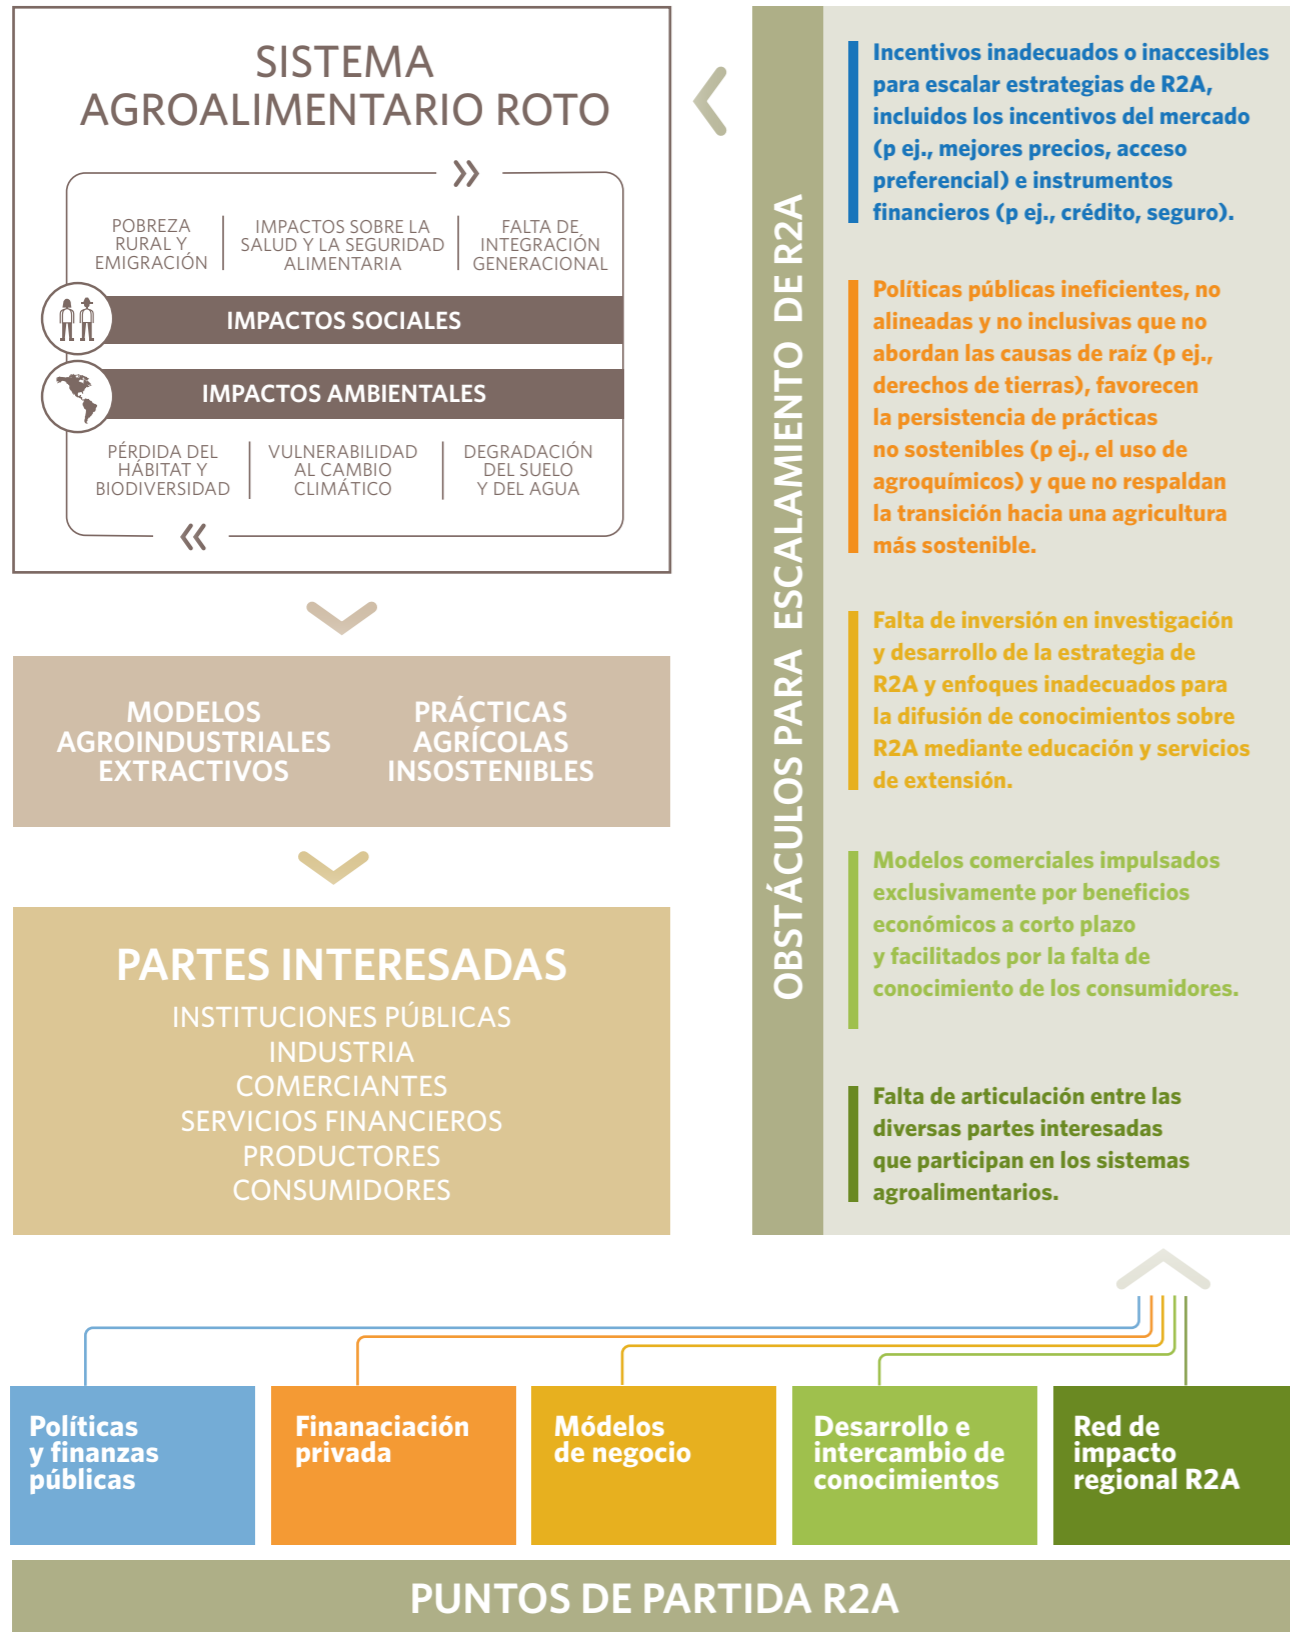 SISTEMA
AGROALIMENTARIO ROTO
POBREZA
RURAL Y
EMIGRACIÓN
IMPACTOS SOBRE LA
SALUD Y LA SEGURIDAD
ALIMENTARIA
FALTA DE
INTEGRACIÓN
GENERACIONAL
IMPACTOS SOCIALES
IMPACTOS AMBIENTALES
PÉRDIDA DEL
HÁBITAT Y
BIODIVERSIDAD
VULNERABILIDAD
AL CAMBIO
CLIMÁTICO
DEGRADACIÓN
DEL SUELO
Y DEL AGUA
MODELOS
AGROINDUSTRIALES
EXTRACTIVOS
PRÁCTICAS
AGRÍCOLAS
INSOSTENIBLES
PARTES INTERESADAS
INSTITUCIONES PÚBLICAS
INDUSTRIA
COMERCIANTES
SERVICIOS FINANCIEROS
PRODUCTORES
CONSUMIDORES
OBSTÁCULOS PARA ESCALAMIENTO DE R2A
Incentivos inadecuados o inaccesibles
para escalar estrategias de R2A,
incluidos los incentivos del mercado
(p ej., mejores precios, acceso
preferencial) e instrumentos
financieros (p ej., crédito, seguro).
Políticas públicas ineficientes, no
alineadas y no inclusivas que no
abordan las causas de raíz (p ej.,
derechos de tierras), favorecen
la persistencia de prácticas
no sostenibles (p ej., el uso de
agroquímicos) y que no respaldan
la transición hacia una agricultura
más sostenible.
Falta de inversión en investigación
y desarrollo de la estrategia de
R2A y enfoques inadecuados para
la difusión de conocimientos sobre
R2A mediante educación y servicios
de extensión.
Modelos comerciales impulsados
exclusivamente por beneficios
económicos a corto plazo
y facilitados por la falta de
conocimiento de los consumidores.
Falta de articulación entre las
diversas partes interesadas
que participan en los sistemas
agroalimentarios.
Políticas
y finanzas
públicas
Finanaciación
privada
Módelos
de negocio
Desarrollo e
intercambio de
conocimientos
Red de
impacto
regional R2A
PUNTOS DE PARTIDA R2A